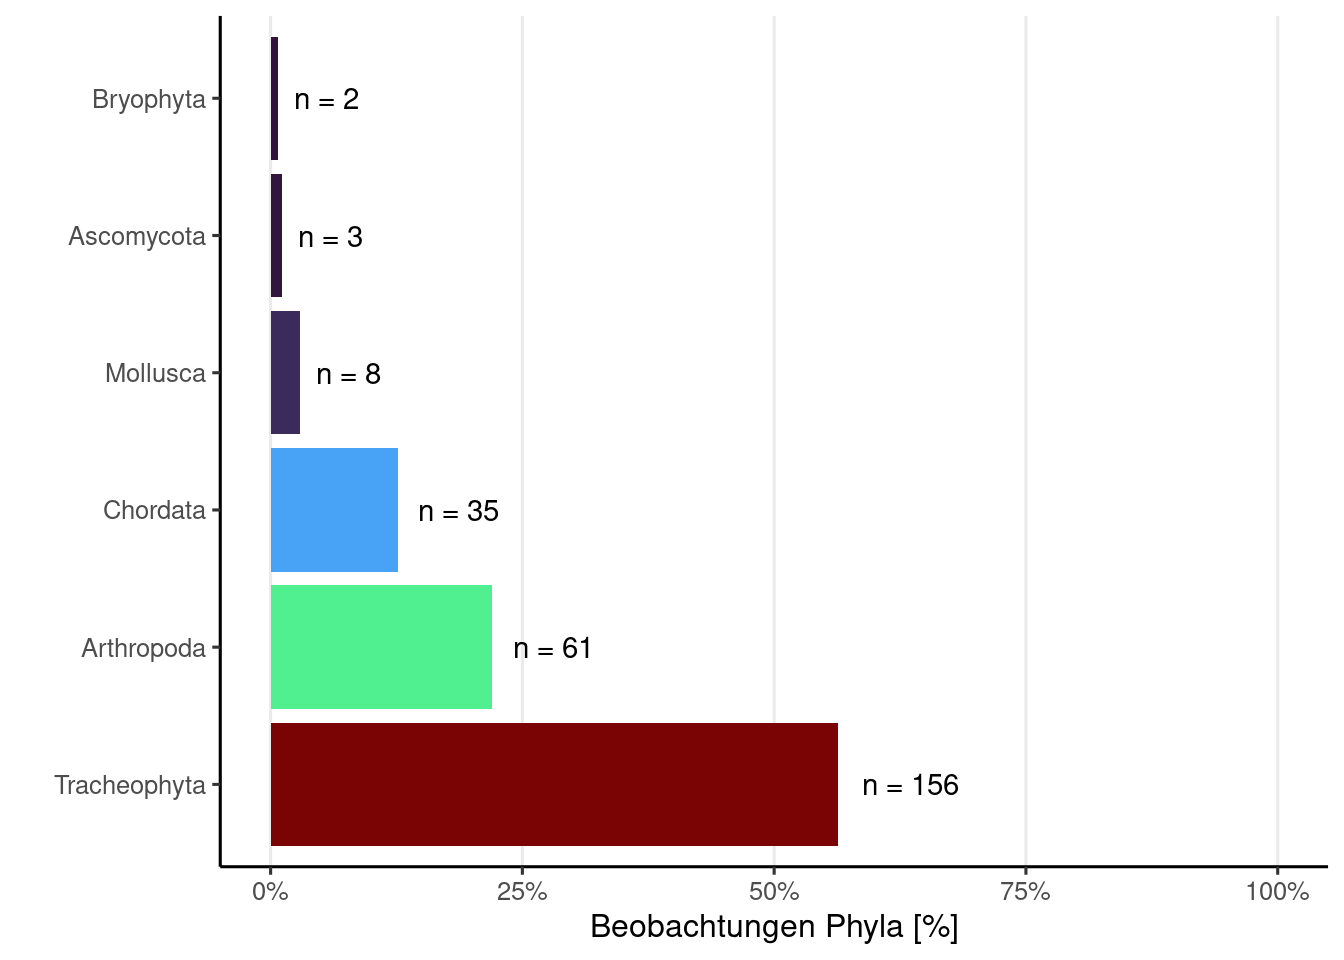 Bryophyta
n = 2
Ascomycota
n = 3
Mollusca
n = 8
Chordata
n = 35
Arthropoda
n = 61
Tracheophyta
n = 156
0% 25% 50% 75% 100%
Beobachtungen Phyla [%]